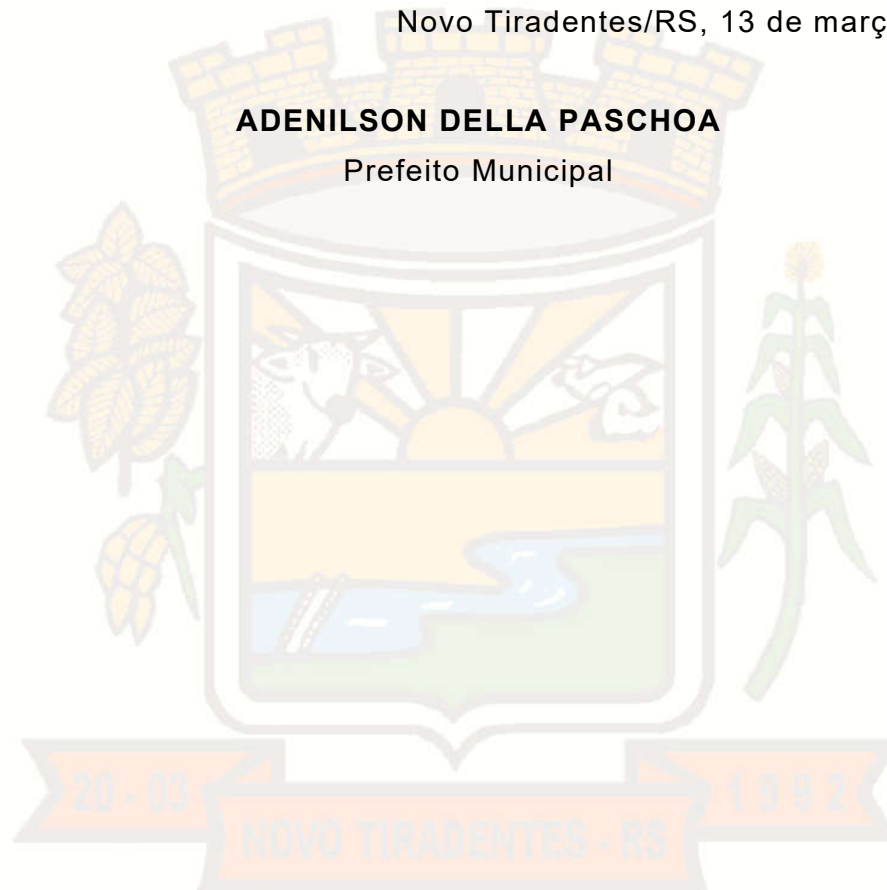 Novo Tiradentes/RS, 13 de març
ADENILSON DELLA PASCHOA
Prefeito Municipal
20 - 03
1992
NOVO TIRADENTES - RS